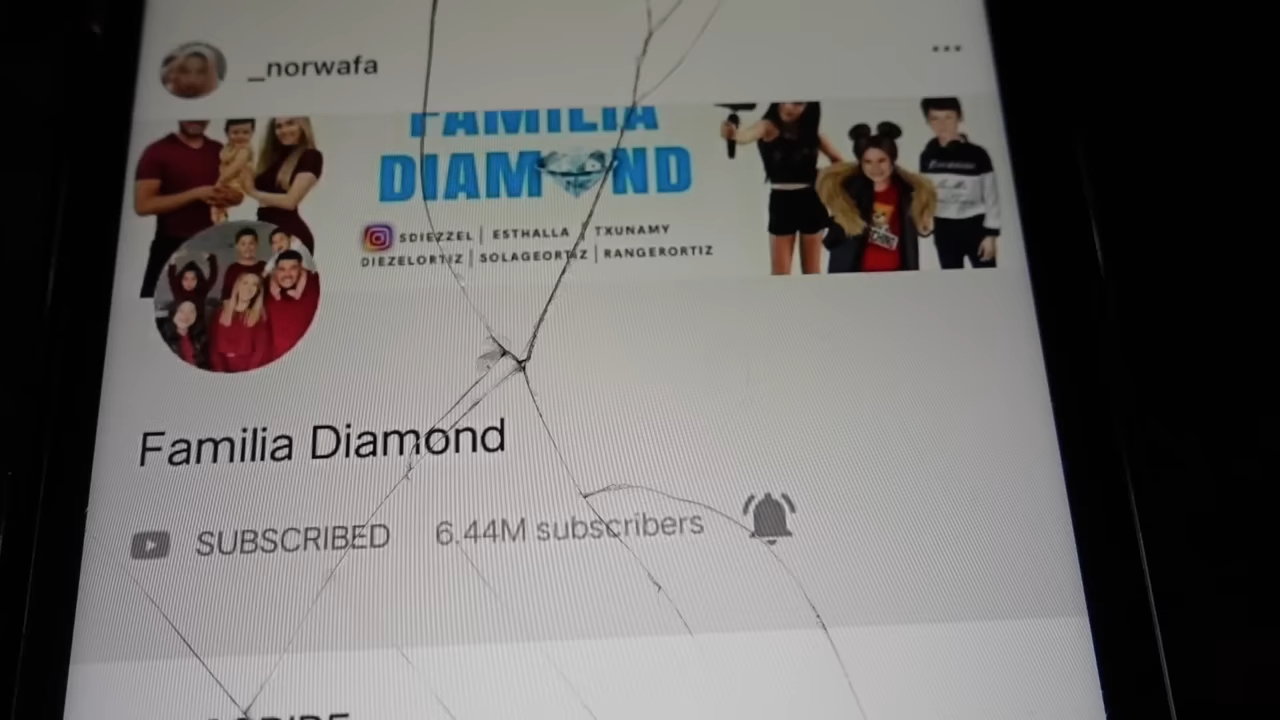 _norwafa
FAMILIA
DIAMOND
SDIEZZEL | ESTHALLA | TXUNAMY
DIEZELORTIZ | SOLAGEORTIZ | RANGERORTIZ
Familia Diamond
SUBSCRIBED 6.44M subscribers